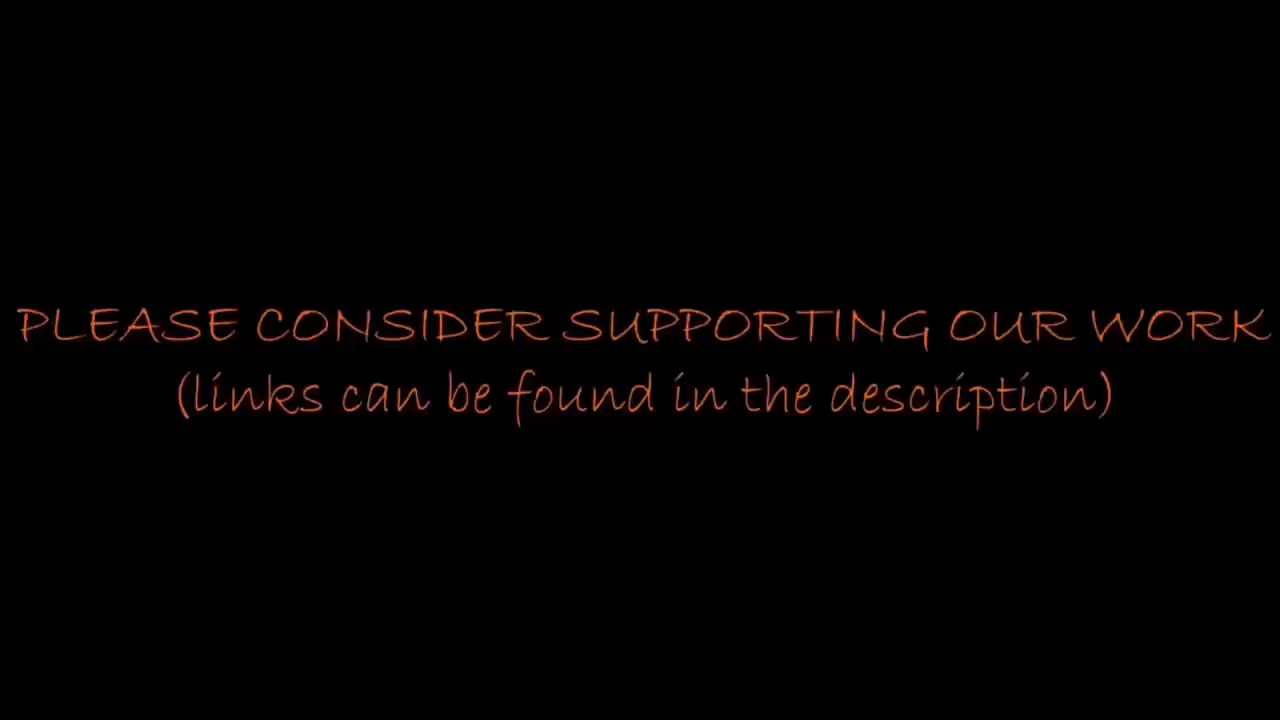 PLEASE CONSIDER SUPPORTING OUR WORK
(links can be found in the description)